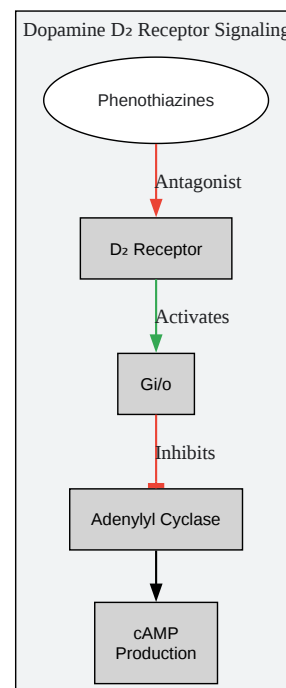 Dopamine D₂ Receptor Signaling
Phenothiazines
Antagonist
D₂ Receptor
Activates
Gi/o
Inhibits
Adenylyl Cyclase
cAMP
Production